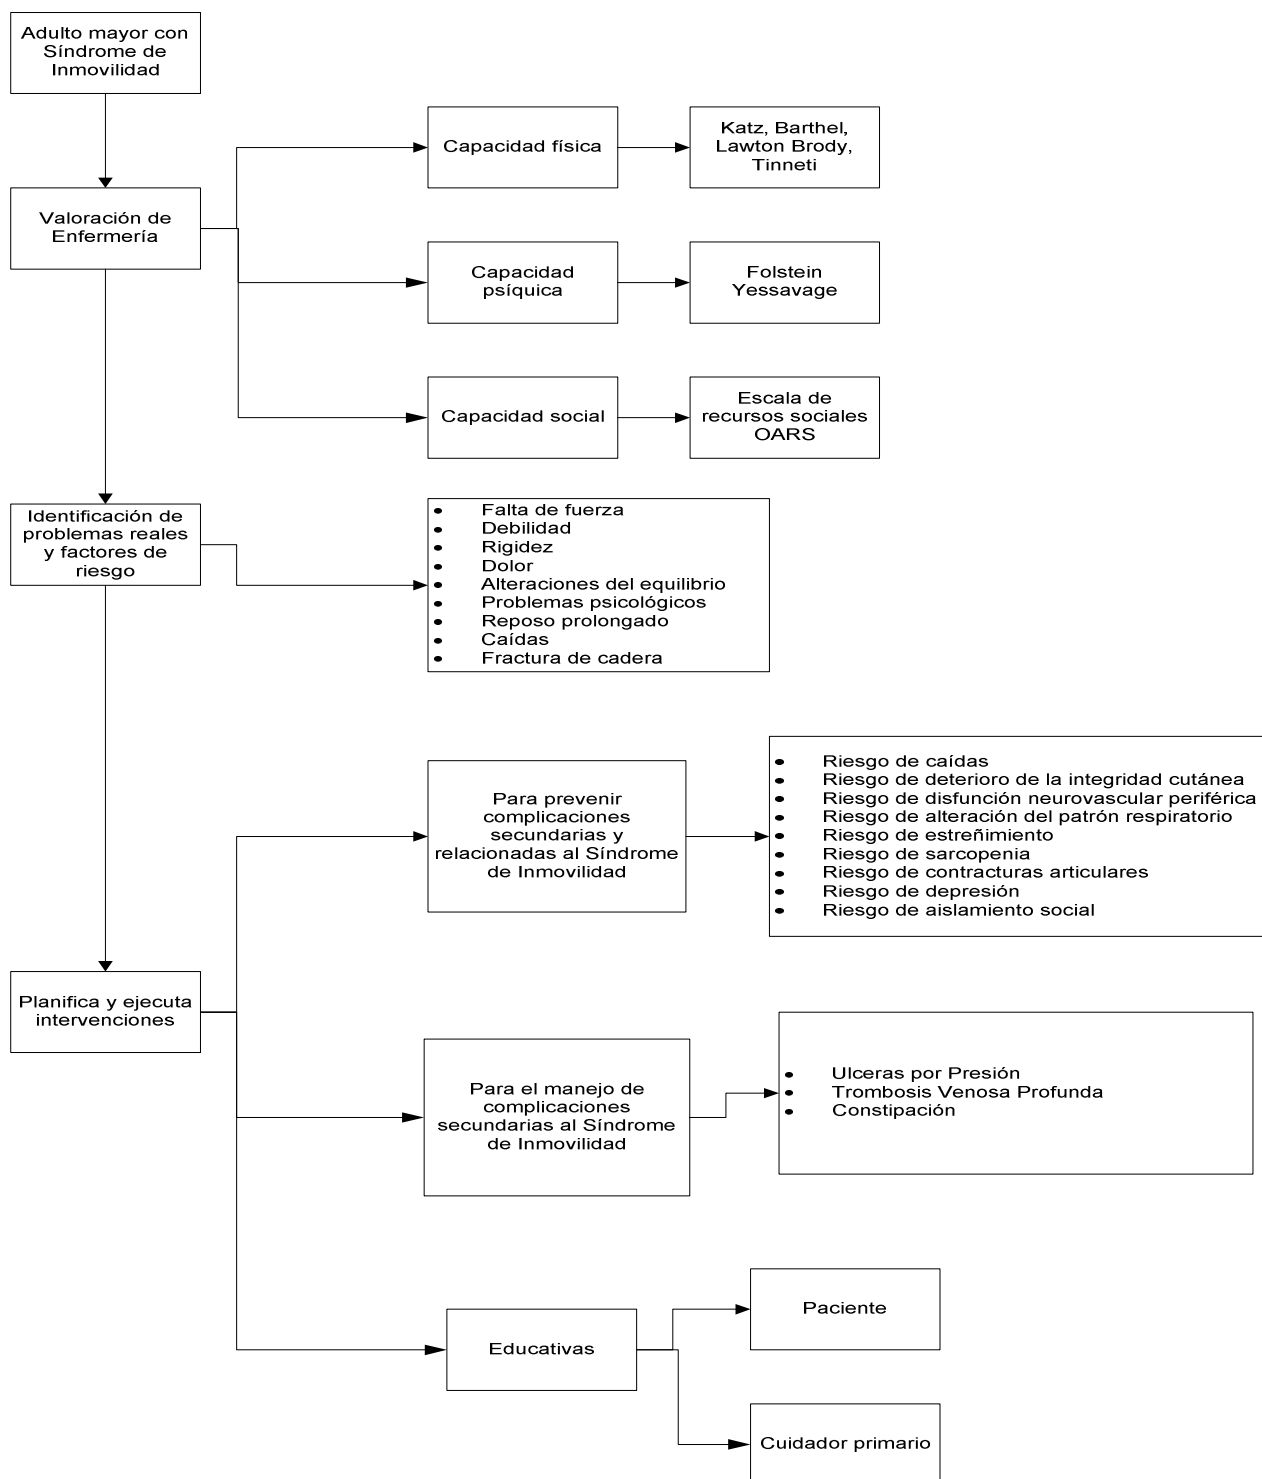 Adulto mayor con
Síndrome de
Inmovilidad
Capacidad física
Katz, Barthel,
Lawton Brody,
Tinneti
Valoración de
Enfermería
Capacidad
psíquica
Folstein
Yessavage
Capacidad social
Escala de
recursos sociales
OARS
Identificación de
problemas reales
y factores de
riesgo
• Falta de fuerza
• Debilidad
• Rigidez
• Dolor
• Alteraciones del equilibrio
• Problemas psicológicos
• Reposo prolongado
• Caídas
• Fractura de cadera
Para prevenir
complicaciones
secundarias y
relacionadas al Síndrome
de Inmovilidad
• Riesgo de caídas
• Riesgo de deterioro de la integridad cutánea
• Riesgo de disfunción neurovascular periférica
• Riesgo de alteración del patrón respiratorio
• Riesgo de estreñimiento
• Riesgo de sarcopenia
• Riesgo de contracturas articulares
• Riesgo de depresión
• Riesgo de aislamiento social
Planifica y ejecuta
intervenciones
Para el manejo de
complicaciones
secundarias al Síndrome
de Inmovilidad
• Ulceras por Presión
• Trombosis Venosa Profunda
• Constipación
Educativas
Paciente
Cuidador primario